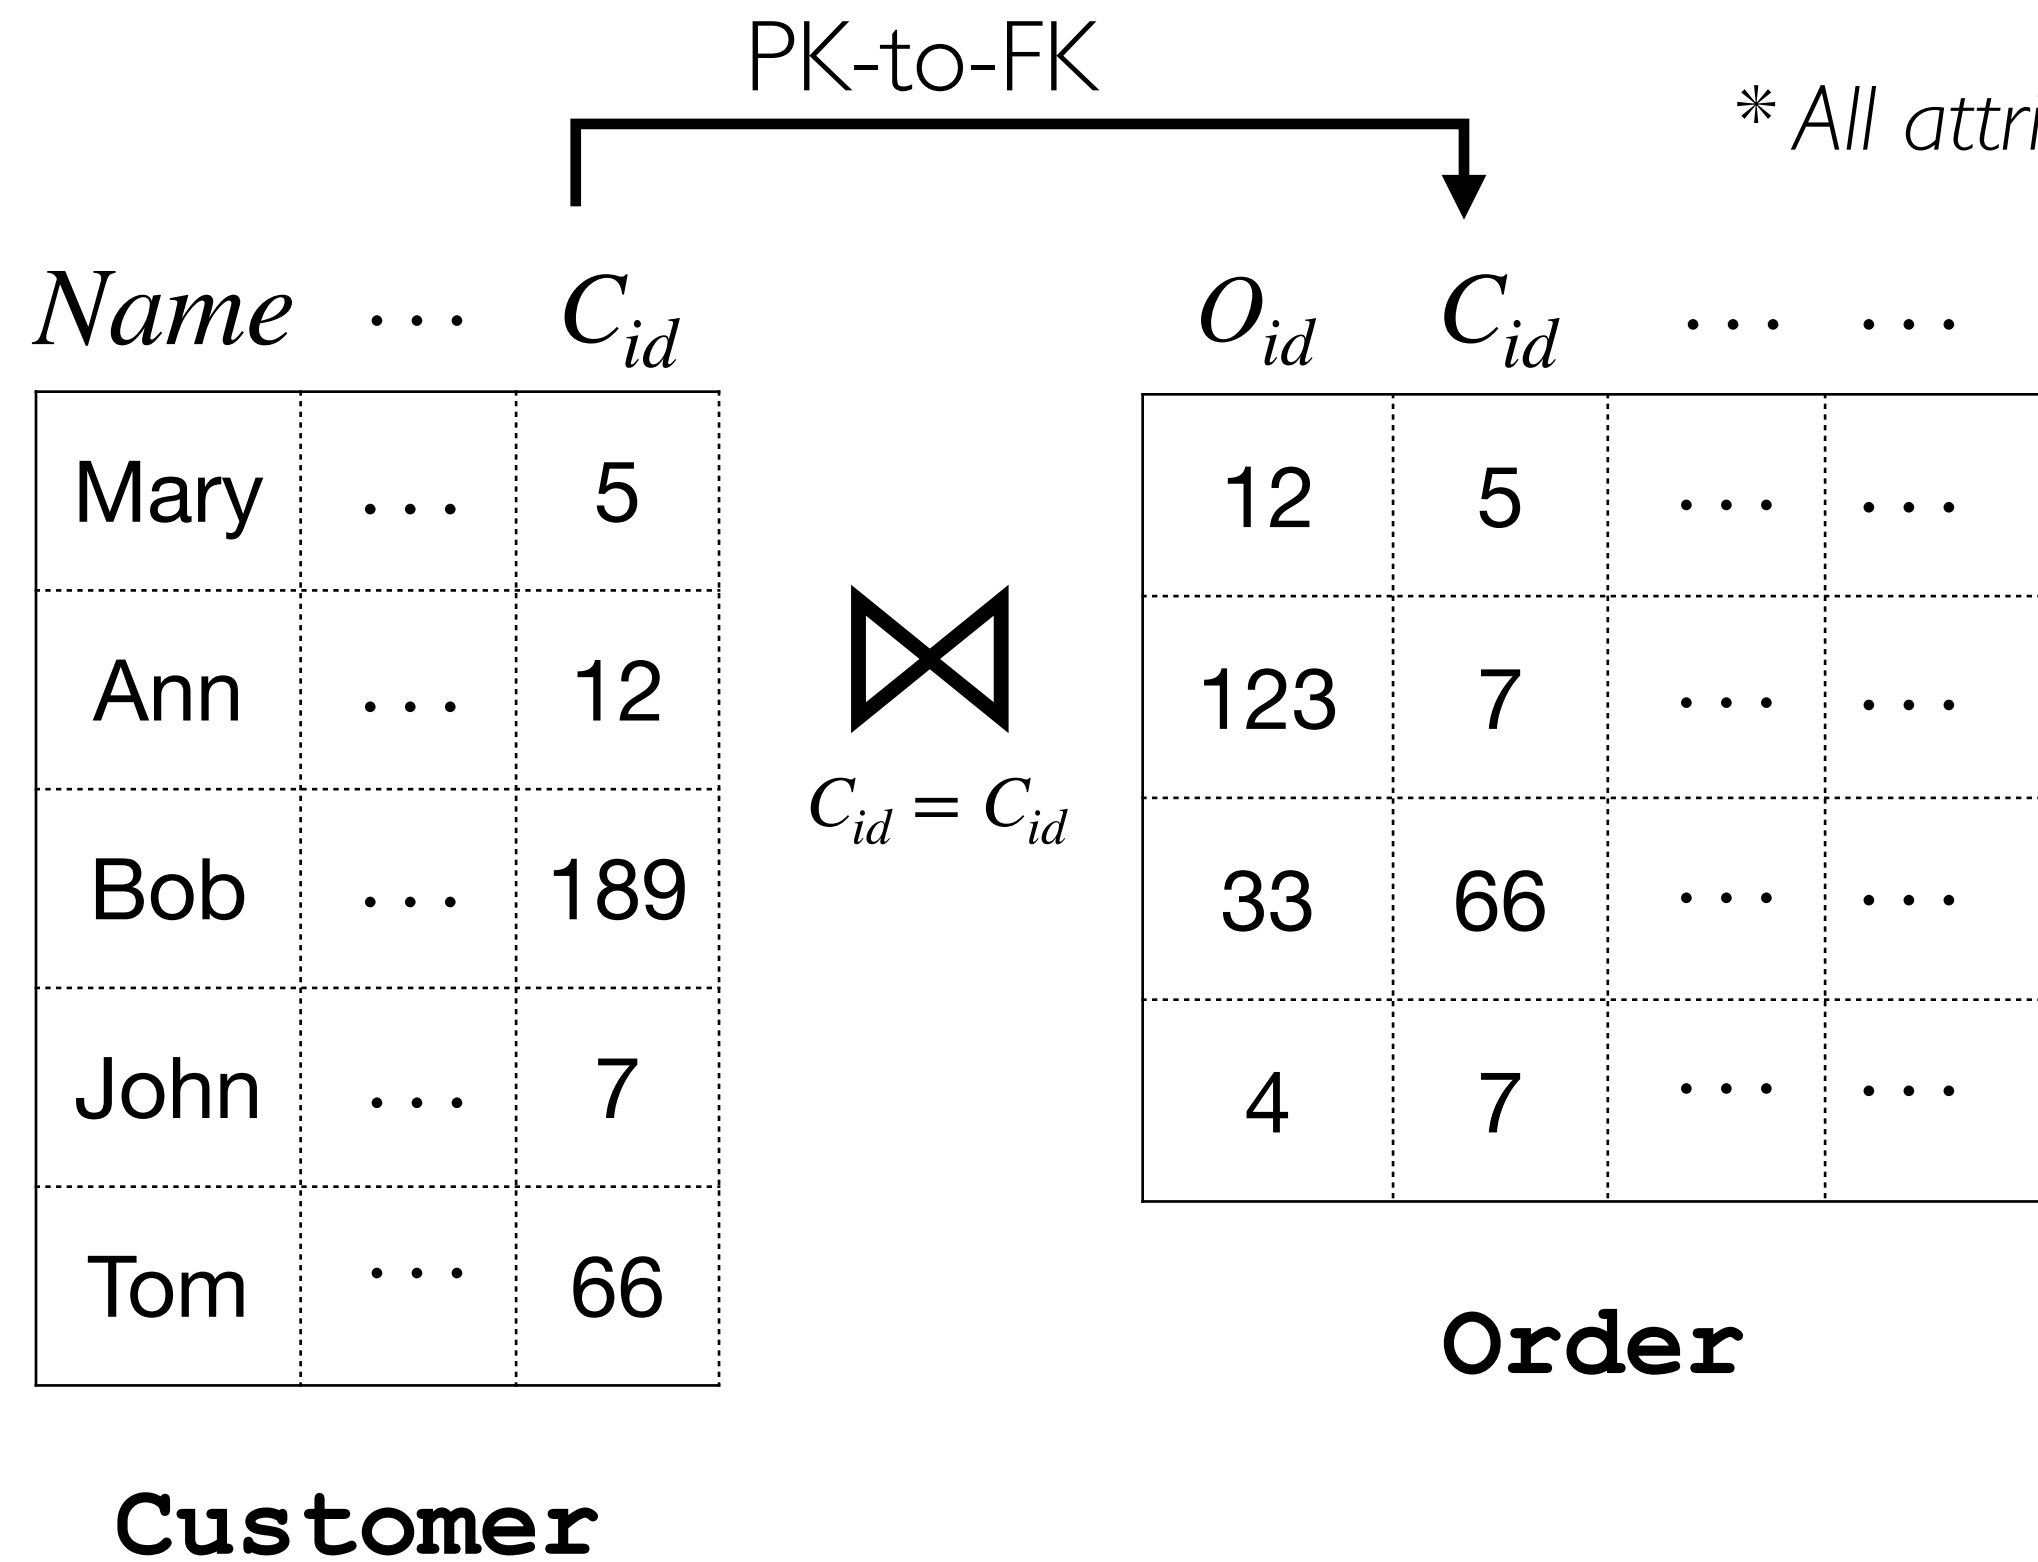 PK-to-FK
* All
Name ... C_id
O_id C_id ... ...
Mary ... 5
Ann ... 12
Bob ... 189
John ... 7
Tom ... 66
⋈
C_id = C_id
12 5 ... ...
123 7 ... ...
33 66 ... ...
4 7 ... ...
Order
Customer